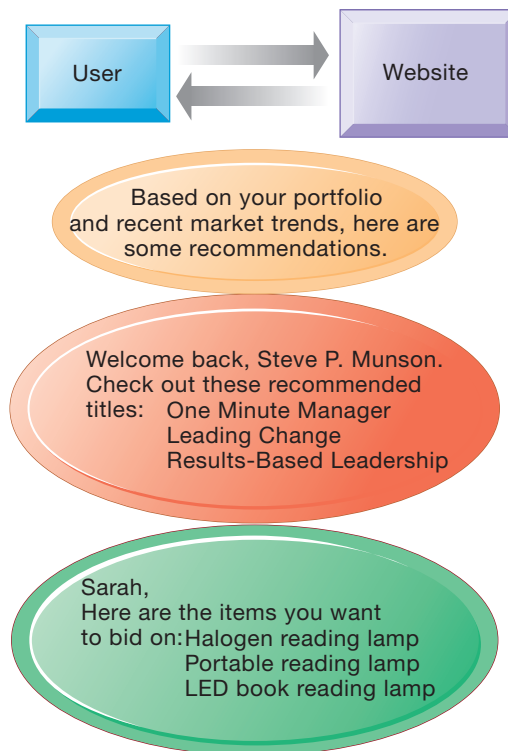 User
Website
Based on your portfolio
and recent market trends, here are
some recommendations.
Welcome back, Steve P. Munson.
Check out these recommended
titles: One Minute Manager
Leading Change
Results-Based Leadership
Sarah,
Here are the items you want
to bid on: Halogen reading lamp
Portable reading lamp
LED book reading lamp